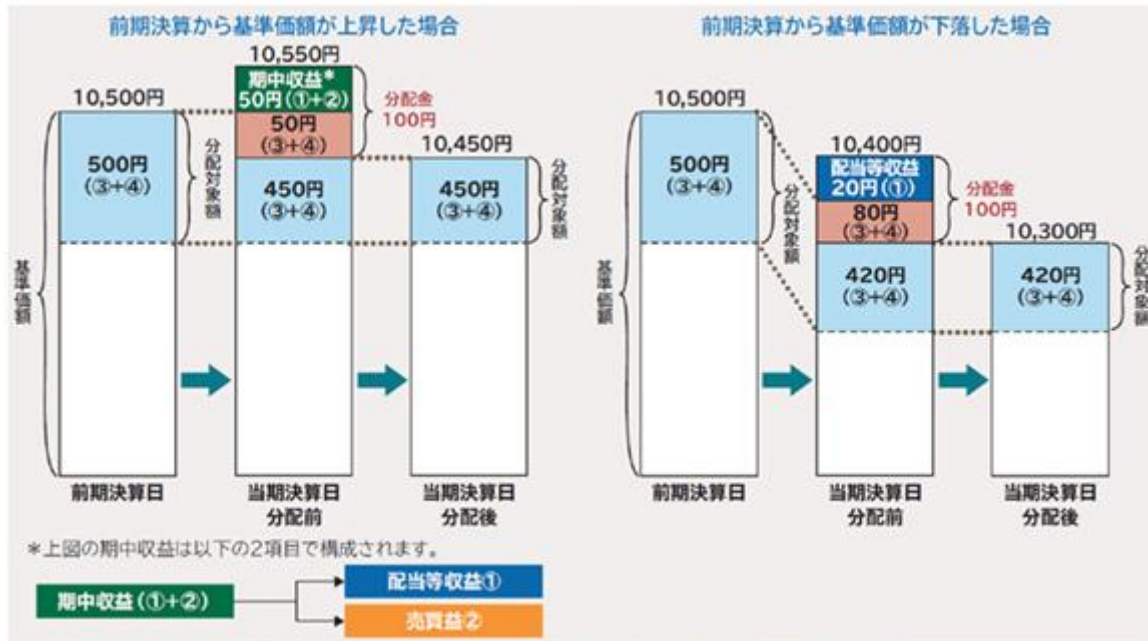 前期決算から基準価額が上昇した場合
10,550円
10,500円
期中収益*
50円(①+②)
分配金
100円
50円
(③+④)
500円
(③+④)
分配対象額
450円
(③+④)
10,450円
450円
(③+④)
分配対象額
基準価額
前期決算日
当期決算日
分配前
当期決算日
分配後
前期決算から基準価額が下落した場合
10,500円
500円
(③+④)
分配対象額
10,400円
配当等収益
20円(①)
分配金
100円
80円
(③+④)
10,300円
420円
(③+④)
420円
(③+④)
分配対象額
基準価額
前期決算日
当期決算日
分配前
当期決算日
分配後
*上図の期中収益は以下の2項目で構成されます。
期中収益(①+②)
配当等収益①
売買益②